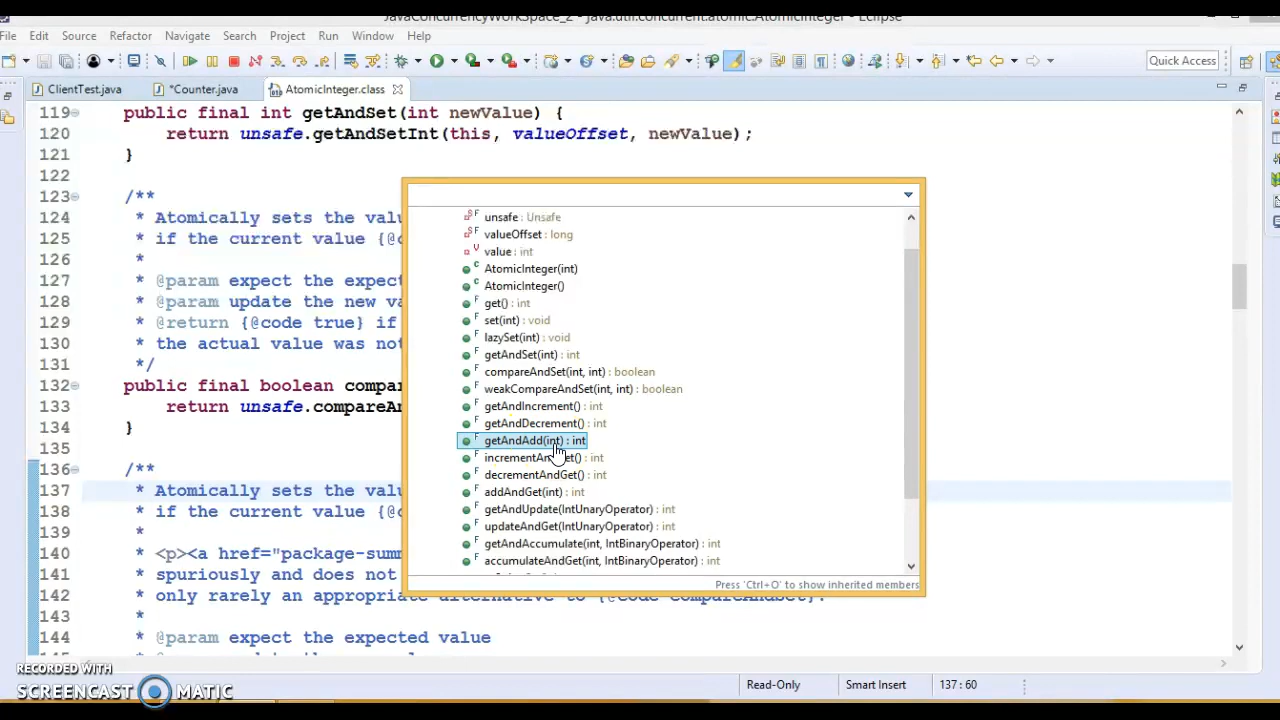 JavaConcurrencyWorkSpace_2 - java.util.concurrent.atomic.AtomicInteger - Eclipse
File Edit Source Refactor Navigate Search Project Run Window Help
Quick Access
ClientTest.java *Counter.java AtomicInteger.class
119 public final int getAndSet(int newValue) {
120 return unsafe.getAndSetInt(this, valueOffset, newValue);
121 }
122
123 /**
124 * Atomically sets the valu
125 * if the current value {@c
126 *
127 * @param expect the expect
128 * @param update the new va
129 * @return {@code true} if
130 * the actual value was not
131 */
132 public final boolean compa
133 return unsafe.compareAn
134 }
135
136 /**
137 * Atomically sets the valu
138 * if the current value {@c
139 *
140 * <p><a href="package-summ
141 * spuriously and does not
142 * only rarely an appropriate alternative to {@code compareAndSet}.
143 *
144 * @param expect the expected value
unsafe : Unsafe
valueOffset : long
value : int
AtomicInteger(int)
AtomicInteger()
get() : int
set(int) : void
lazySet(int) : void
getAndSet(int) : int
compareAndSet(int, int) : boolean
weakCompareAndSet(int, int) : boolean
getAndIncrement() : int
getAndDecrement() : int
getAndAdd(int) : int
incrementAndGet() : int
decrementAndGet() : int
addAndGet(int) : int
getAndUpdate(IntUnaryOperator) : int
updateAndGet(IntUnaryOperator) : int
getAndAccumulate(int, IntBinaryOperator) : int
accumulateAndGet(int, IntBinaryOperator) : int
Press 'Ctrl+O' to show inherited members
Read-Only Smart Insert 137 : 60
RECORDED WITH
SCREENCAST MATIC